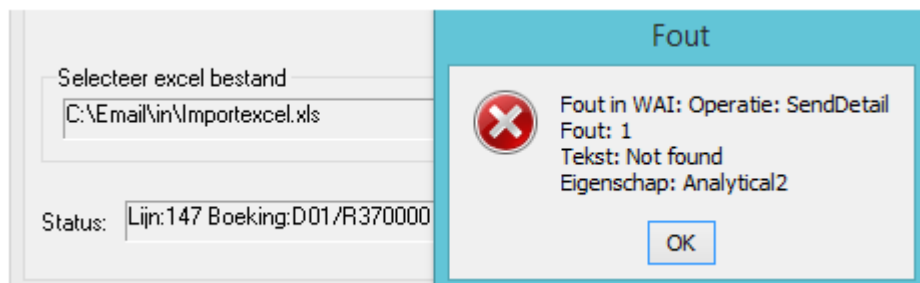 Selecteer excel bestand
C:\Email\in\Importexcel.xls
Status: Lijn:147 Boeking:D01/R370000
Fout
Fout in WAI: Operatie: SendDetail
Fout: 1
Tekst: Not found
Eigenschap: Analytical2
OK